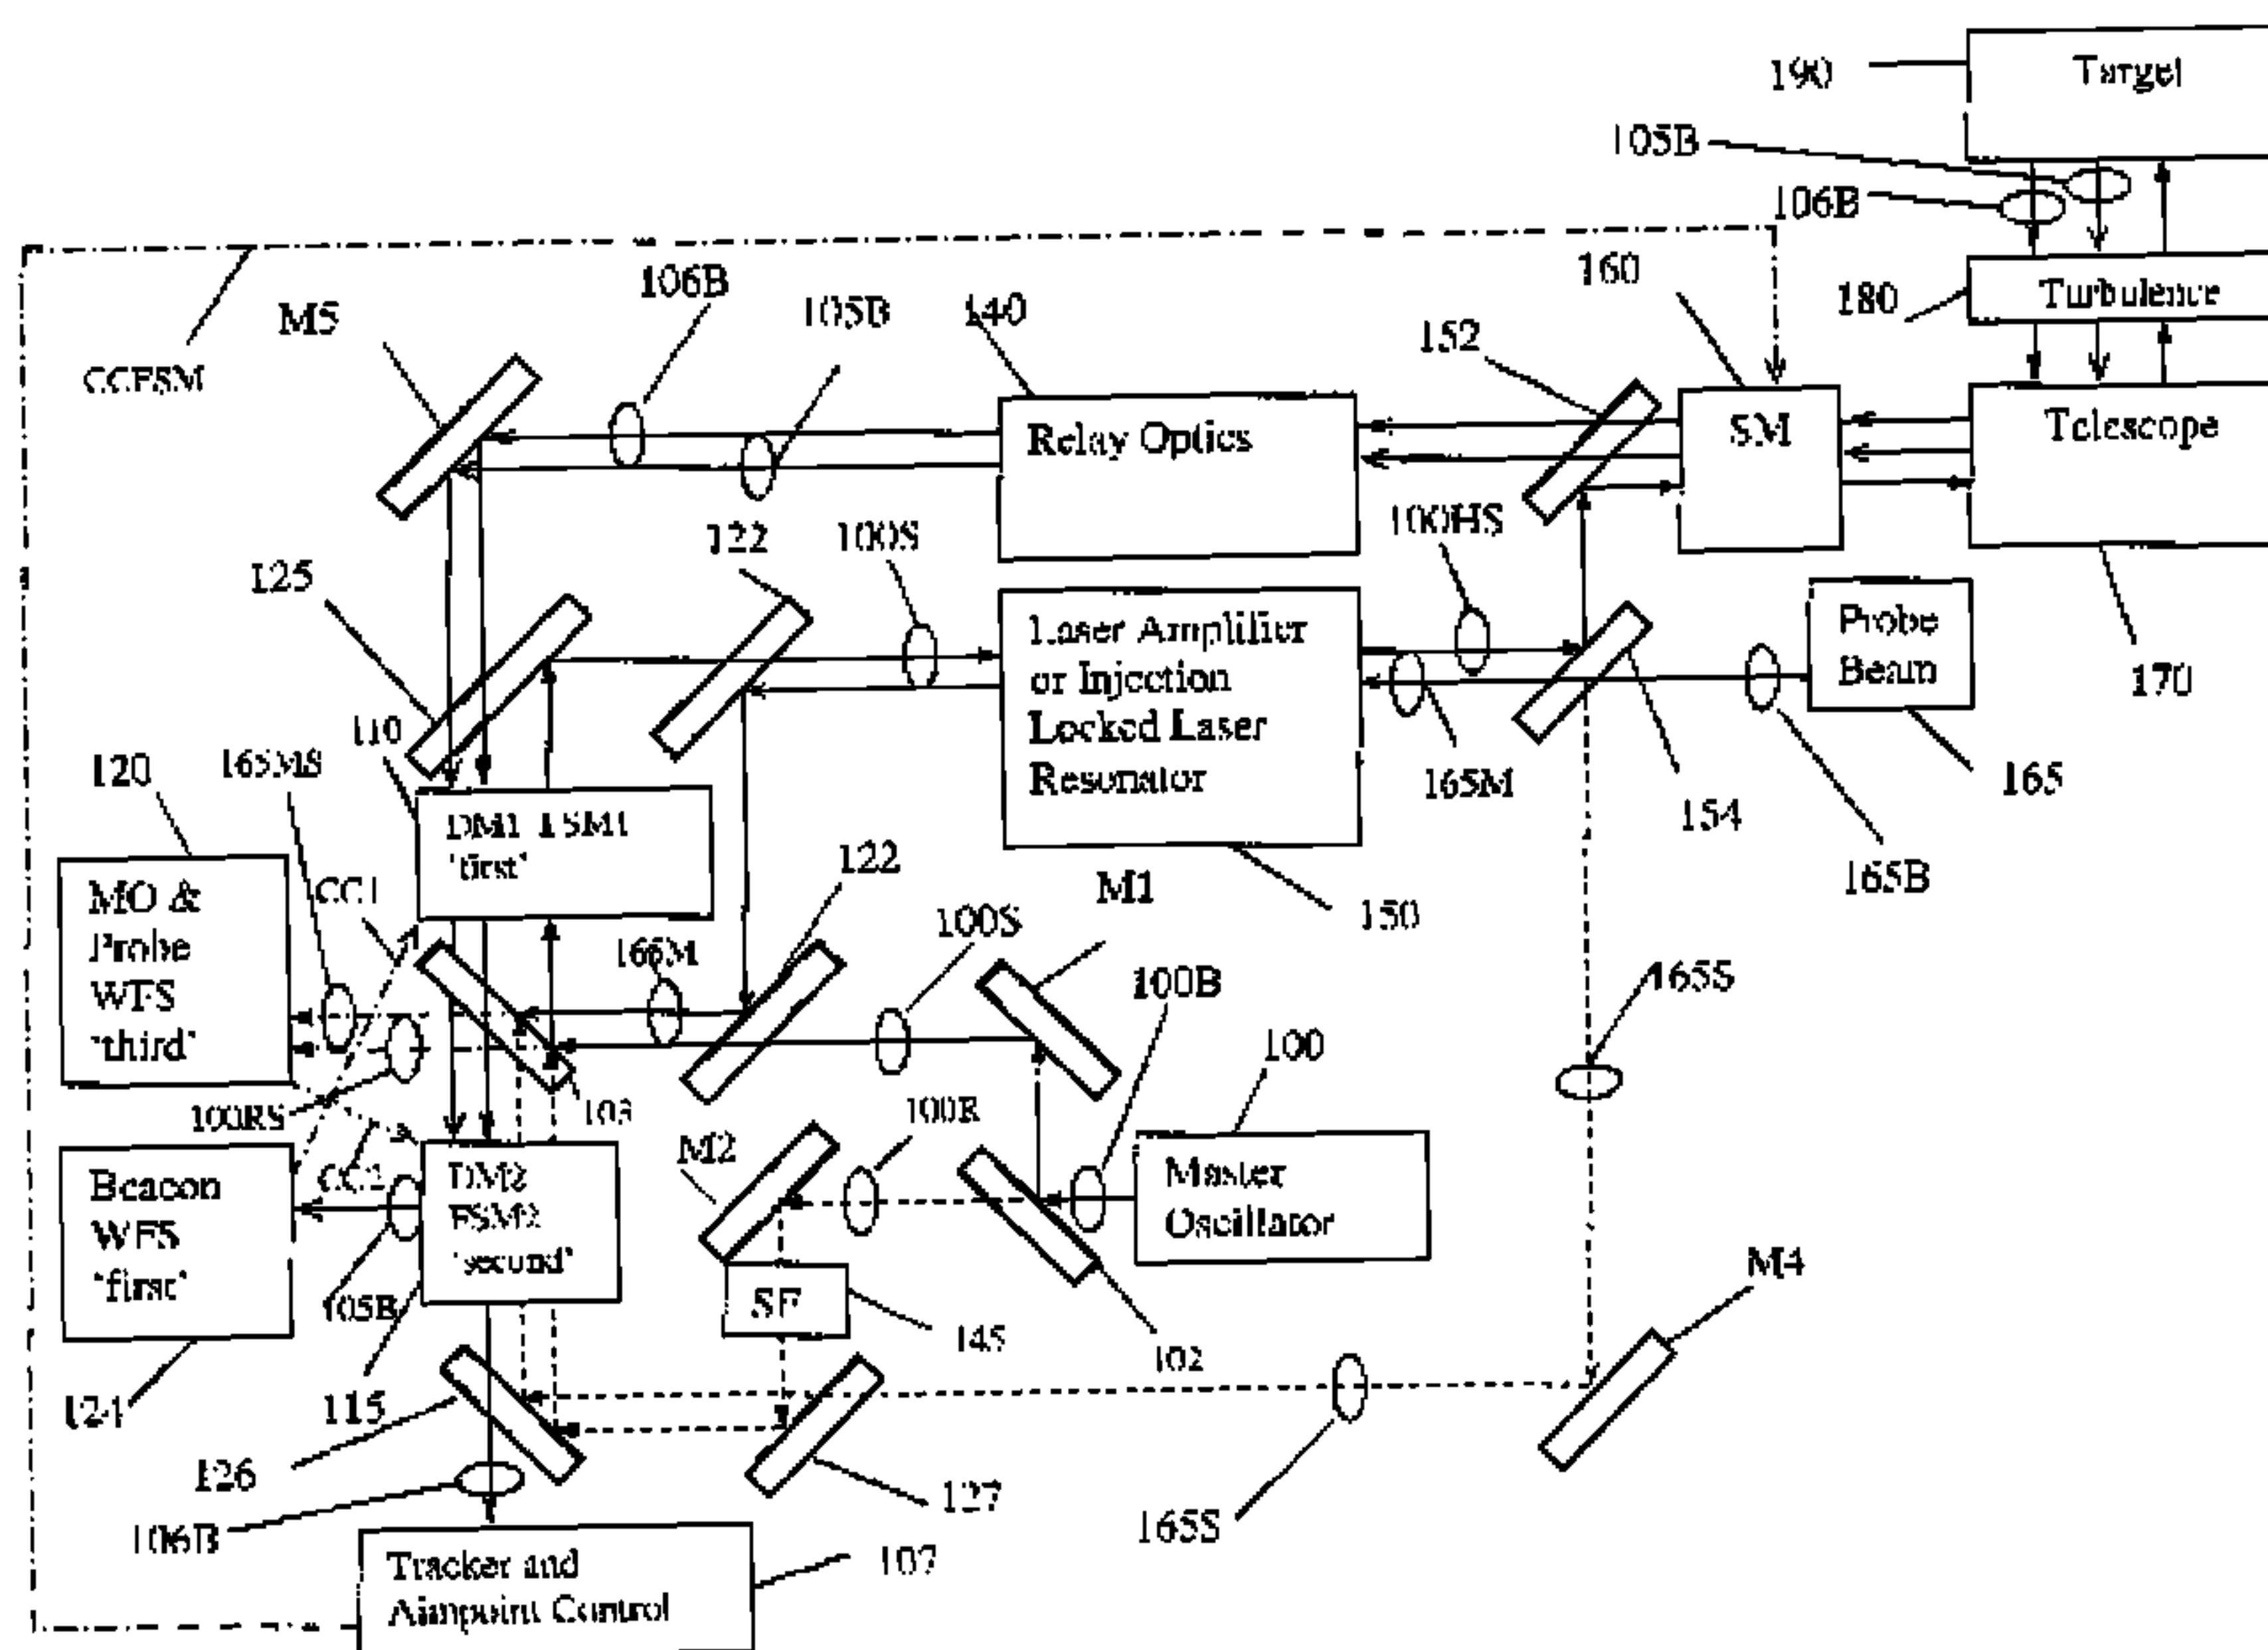 190
Target
105B
106B
106B
105B
140
160
180
Turbulence
M5
152
CCFSM
Relay Optics
SM
Telescope
122
100S
100HS
125
Laser Amplifier
or Injection
Locked Laser
Resonator
Probe
Beam
170
110
165MS
120
165M
154
165
DM1 FSM1
'first'
122
165B
MO &
Probe
WFS
'third'
CC1
M1
150
100S
166M
100B
165S
100
100RS
103
100R
M2
CC2
DM2
FSM2
'second'
Master
Oscillator
Beacon
WFS
'first'
105B
SF
M4
145
102
124
115
126
127
165S
106B
107
Tracker and
Aimpoint Control